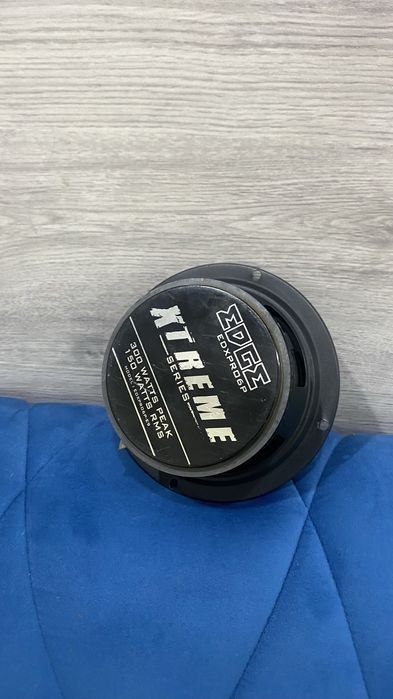 EDGE
EDXPRO6P
XTREME
SERIES
300 WATTS PEAK
150 WATTS RMS